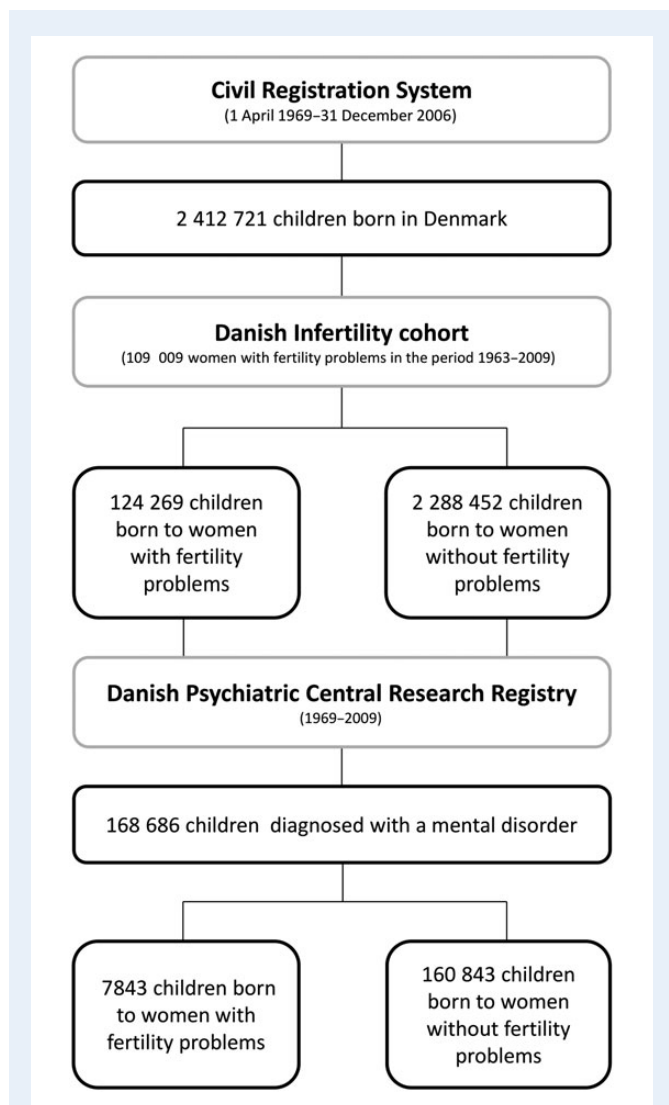 Civil Registration System
(1 April 1969–31 December 2006)
2 412 721 children born in Denmark
Danish Infertility cohort
(109 009 women with fertility problems in the period 1963–2009)
124 269 children
born to women
with fertility
problems
2 288 452 children
born to women
without fertility
problems
Danish Psychiatric Central Research Registry
(1969–2009)
168 686 children diagnosed with a mental disorder
7843 children born
to women with
fertility problems
160 843 children
born to women
without fertility
problems